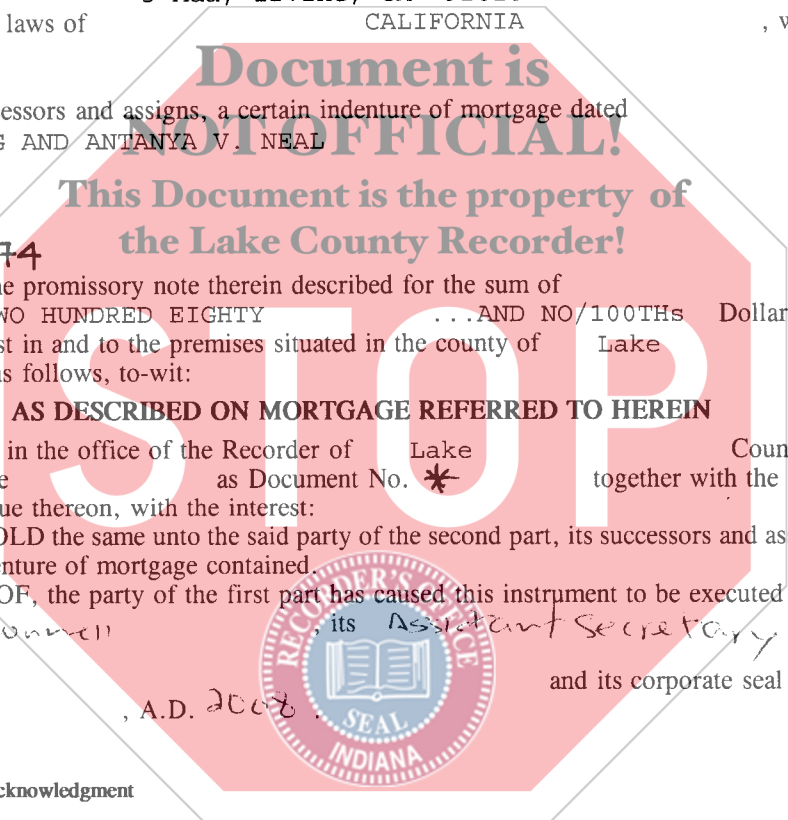 laws of CALIFORNIA , w
Document is
essors and assigns, a certain indenture of mortgage dated
G AND ANTANYA V. NEAL
NOT OFFICIAL!
This Document is the property of
the Lake County Recorder!
74
e promissory note therein described for the sum of
WO HUNDRED EIGHTY ...AND NO/100THs Dollar
st in and to the premises situated in the county of Lake
s follows, to-wit:
STOP
AS DESCRIBED ON MORTGAGE REFERRED TO HEREIN
in the office of the Recorder of Lake Coun
e as Document No. * together with the
ue thereon, with the interest:
OLD the same unto the said party of the second part, its successors and as
enture of mortgage contained.
OF, the party of the first part has caused this instrument to be executed
, its Assistant Secretary
and its corporate seal
, A.D. 2008 .
RECORDER'S OFFICE
SEAL
INDIANA
cknowledgment